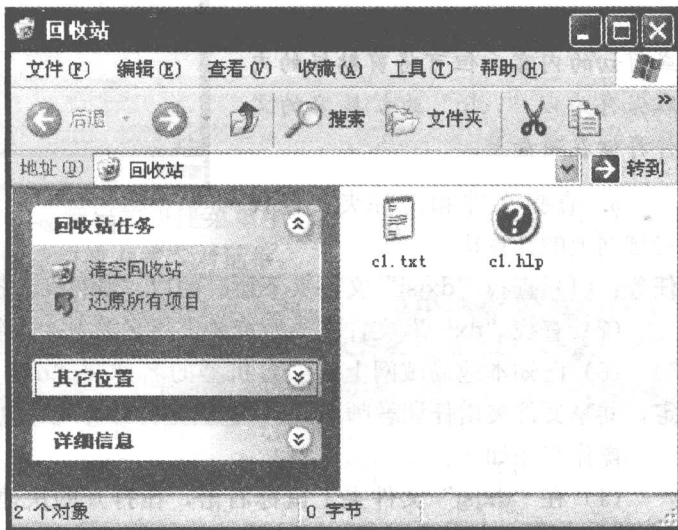 回收站
文件(F) 编辑(E) 查看(V) 收藏(A) 工具(T) 帮助(H)
后退 搜索 文件夹 »
地址(D) 回收站 转到
回收站任务
清空回收站
还原所有项目
其它位置
详细信息
c1.txt c1.hlp
2 个对象 0 字节